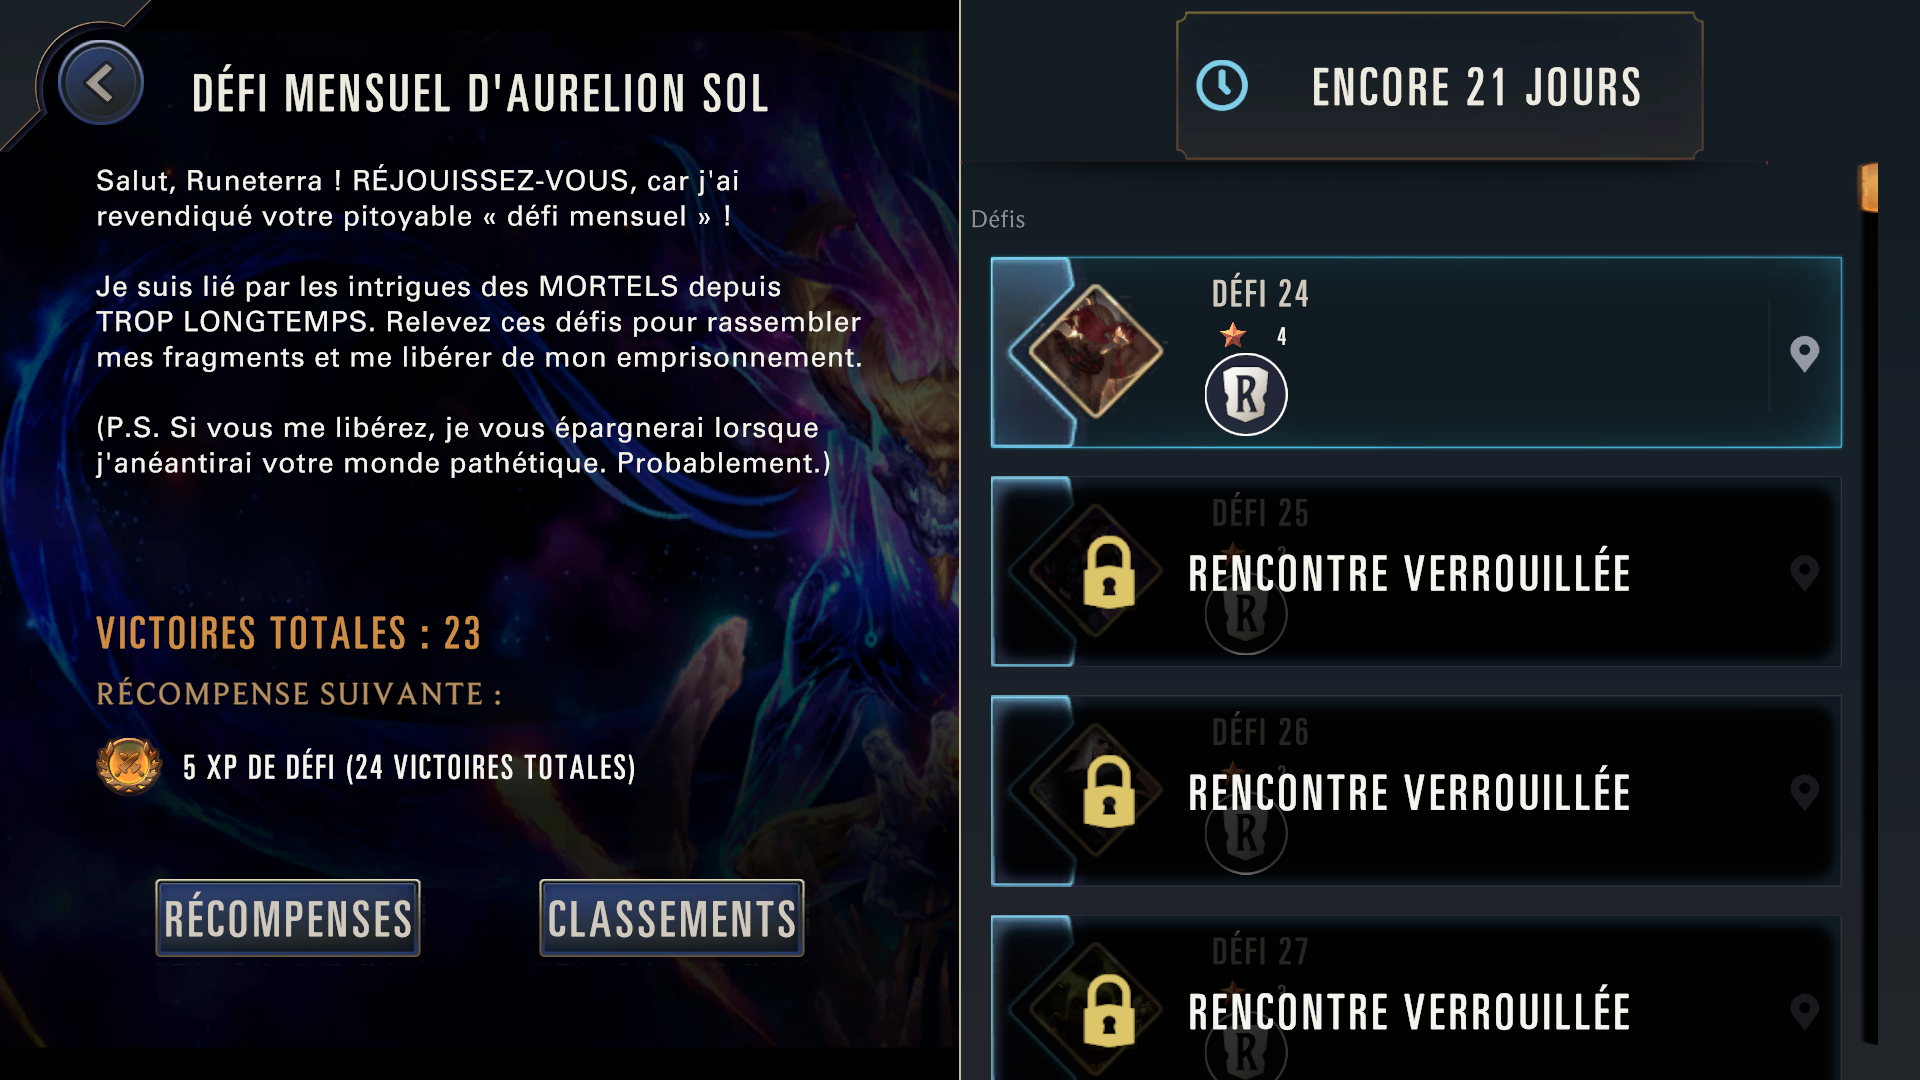 DÉFI MENSUEL D'AURELION SOL
Salut, Runeterra ! RÉJOUISSEZ-VOUS, car j'ai
revendiqué votre pitoyable « défi mensuel » !
Je suis lié par les intrigues des MORTELS depuis
TROP LONGTEMPS. Relevez ces défis pour rassembler
mes fragments et me libérer de mon emprisonnement.
(P.S. Si vous me libérez, je vous épargnerai lorsque
j'anéantirai votre monde pathétique. Probablement.)
VICTOIRES TOTALES : 23
RÉCOMPENSE SUIVANTE :
5 XP DE DÉFI (24 VICTOIRES TOTALES)
RÉCOMPENSES
CLASSEMENTS
ENCORE 21 JOURS
Défis
DÉFI 24
4
R
DÉFI 25
RENCONTRE VERROUILLÉE
R
DÉFI 26
RENCONTRE VERROUILLÉE
R
DÉFI 27
RENCONTRE VERROUILLÉE
R